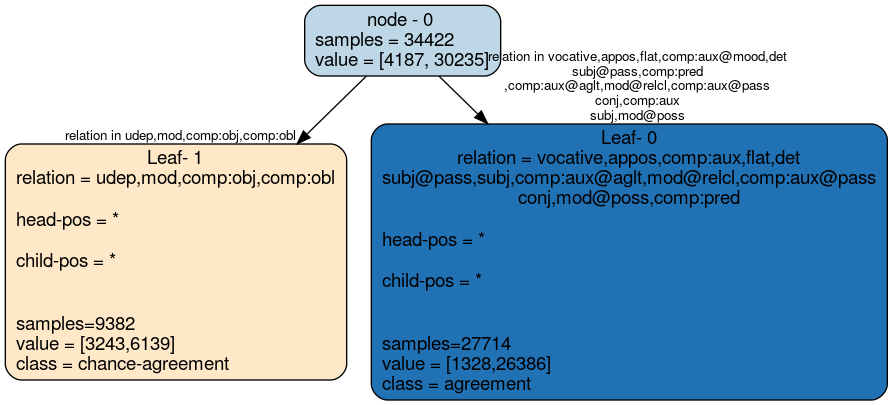 node - 0
samples = 34422
value = [4187, 30235]
relation in vocative,appos,flat,comp:aux@mood,det
subj@pass,comp:pred
,comp:aux@aglt,mod@relcl,comp:aux@pass
conj,comp:aux
subj,mod@poss
relation in udep,mod,comp:obj,comp:obl
Leaf- 1
relation = udep,mod,comp:obj,comp:obl
head-pos = *
child-pos = *
samples=9382
value = [3243,6139]
class = chance-agreement
Leaf- 0
relation = vocative,appos,comp:aux,flat,det
subj@pass,subj,comp:aux@aglt,mod@relcl,comp:aux@pass
conj,mod@poss,comp:pred
head-pos = *
child-pos = *
samples=27714
value = [1328,26386]
class = agreement